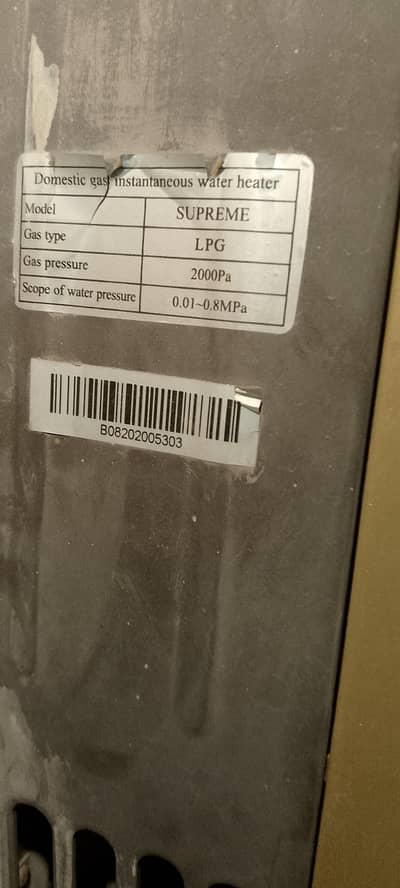 Domestic gas instantaneous water heater
Model SUPREME
Gas type LPG
Gas pressure 2000Pa
Scope of water pressure 0.01~0.8MPa
B08202005303